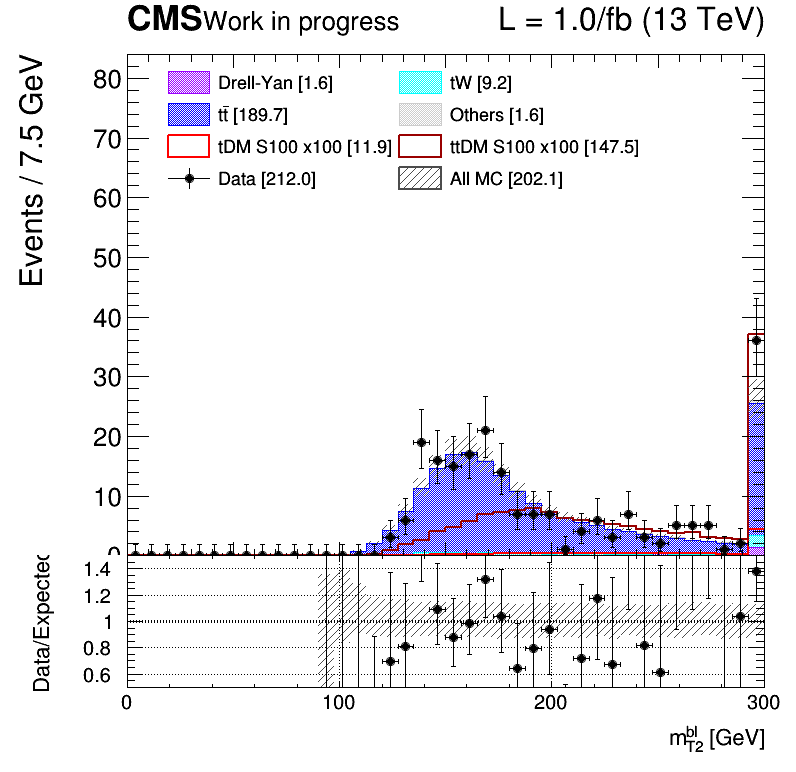 CMS Work in progress L = 1.0/fb (13 TeV)
Events / 7.5 GeV
80
70
60
50
40
30
20
10
0
Drell-Yan [1.6]
tW [9.2]
tt̄ [189.7]
Others [1.6]
tDM S100 x100 [11.9]
ttDM S100 x100 [147.5]
Data [212.0]
All MC [202.1]
Data/Expected
1.4
1.2
1
0.8
0.6
0 100 200 300
m^{bl}_{T2} [GeV]